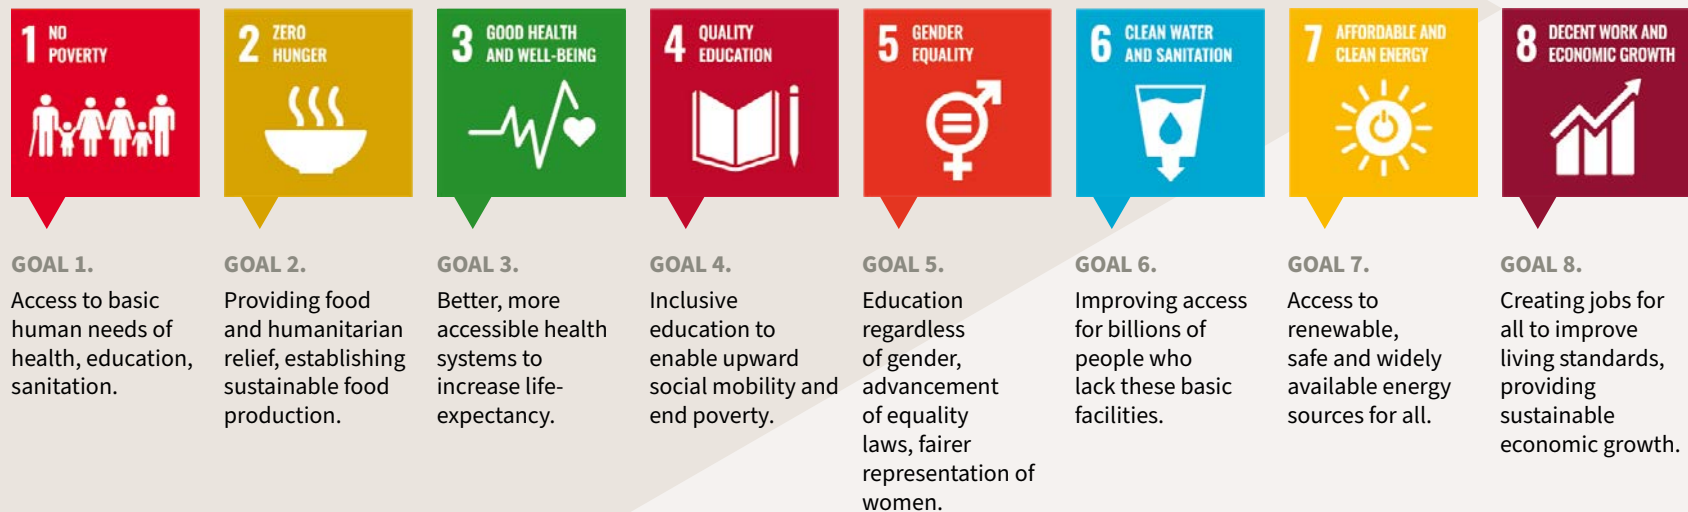 1 NO
POVERTY
2 ZERO
HUNGER
3 GOOD HEALTH
AND WELL-BEING
4 QUALITY
EDUCATION
5 GENDER
EQUALITY
6 CLEAN WATER
AND SANITATION
7 AFFORDABLE AND
CLEAN ENERGY
8 DECENT WORK AND
ECONOMIC GROWTH
GOAL 1.
Access to basic
human needs of
health, education,
sanitation.
GOAL 2.
Providing food
and humanitarian
relief, establishing
sustainable food
production.
GOAL 3.
Better, more
accessible health
systems to
increase life-
expectancy.
GOAL 4.
Inclusive
education to
enable upward
social mobility and
end poverty.
GOAL 5.
Education
regardless
of gender,
advancement
of equality
laws, fairer
representation of
women.
GOAL 6.
Improving access
for billions of
people who
lack these basic
facilities.
GOAL 7.
Access to
renewable,
safe and widely
available energy
sources for all.
GOAL 8.
Creating jobs for
all to improve
living standards,
providing
sustainable
economic growth.